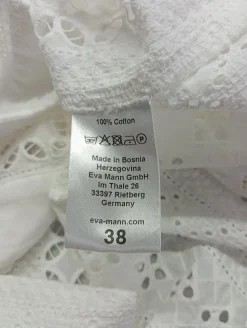 100% Cotton
P
Made in Bosnia
Herzegovina
Eva Mann GmbH
Im Thale 26
33397 Rietberg
Germany
eva-mann.com
38